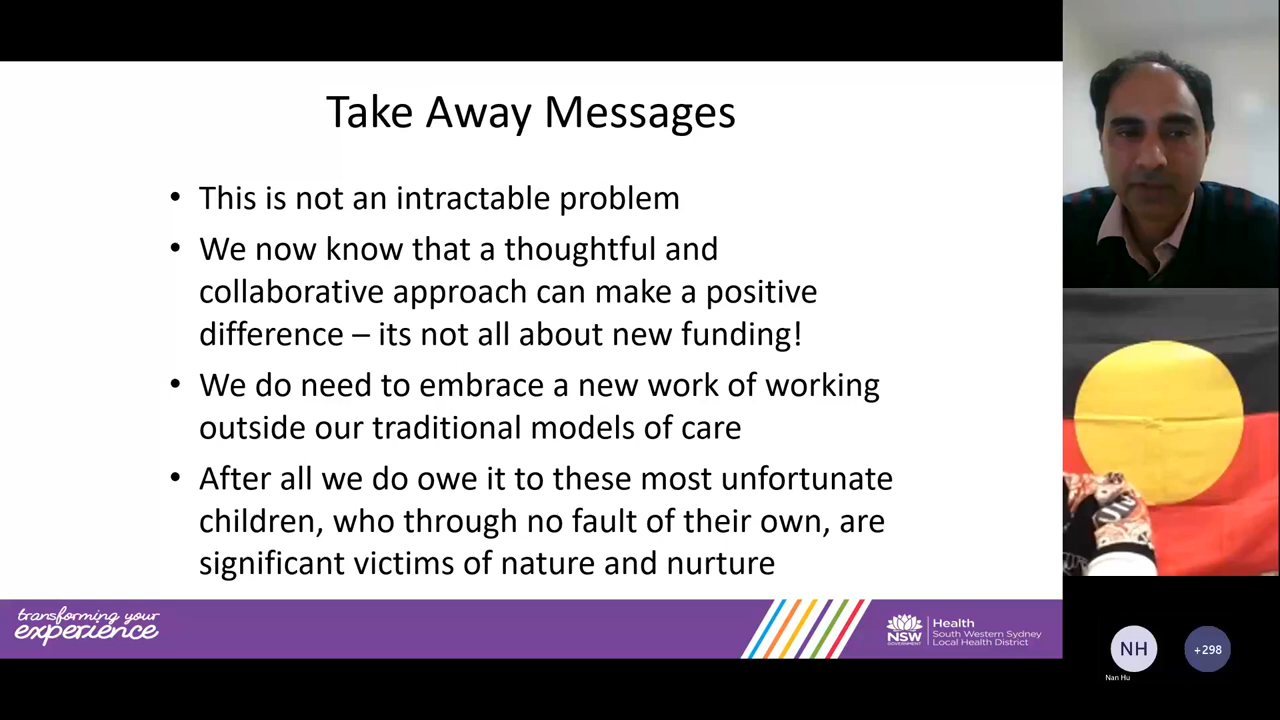 Take Away Messages
• This is not an intractable problem
• We now know that a thoughtful and
collaborative approach can make a positive
difference – its not all about new funding!
• We do need to embrace a new work of working
outside our traditional models of care
• After all we do owe it to these most unfortunate
children, who through no fault of their own, are
significant victims of nature and nurture
transforming your
experience
NSW
GOVERNMENT
Health
South Western Sydney
Local Health District
NH
+298
Nan Hu